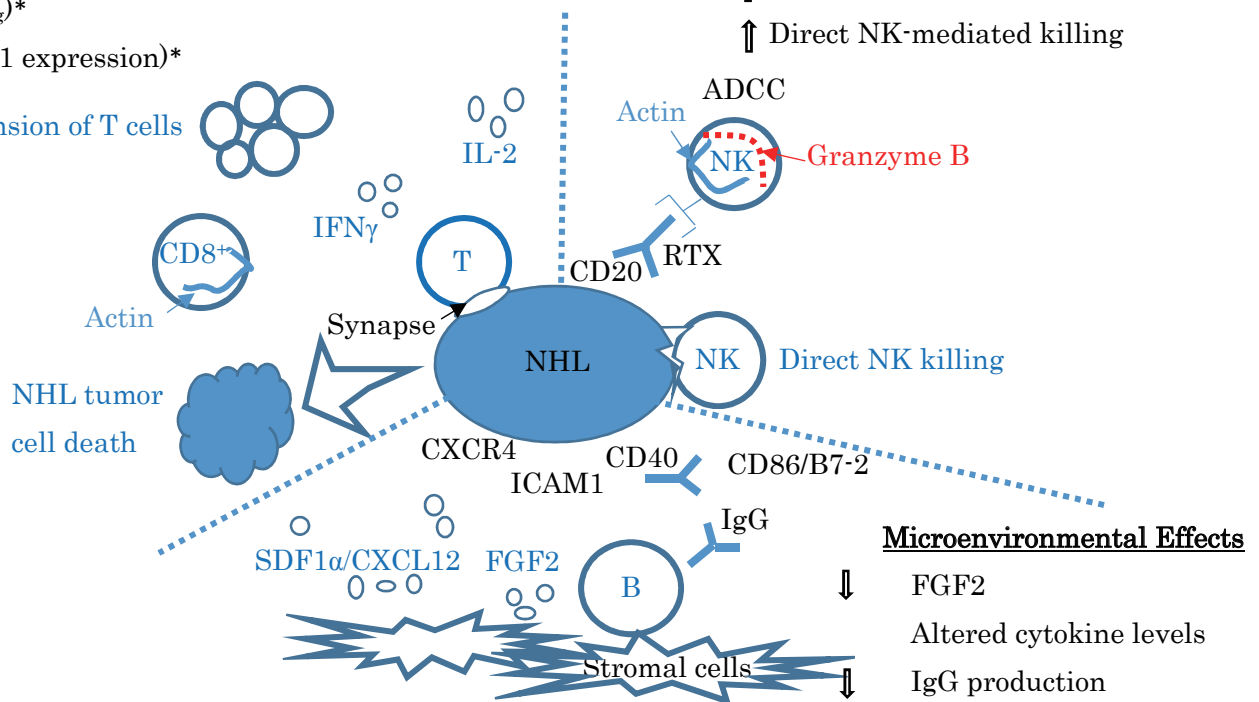 )*
1 expression)*
nsion of T cells
IL-2
IFNγ
CD8+
Actin
T
Synapse
NHL tumor
cell death
NHL
⇑ Direct NK-mediated killing
ADCC
Actin
NK
Granzyme B
RTX
CD20
NK
Direct NK killing
CXCR4
ICAM1
CD40
CD86/B7-2
IgG
SDF1α/CXCL12
FGF2
B
Stromal cells
Microenvironmental Effects
⇓ FGF2
Altered cytokine levels
⇓ IgG production